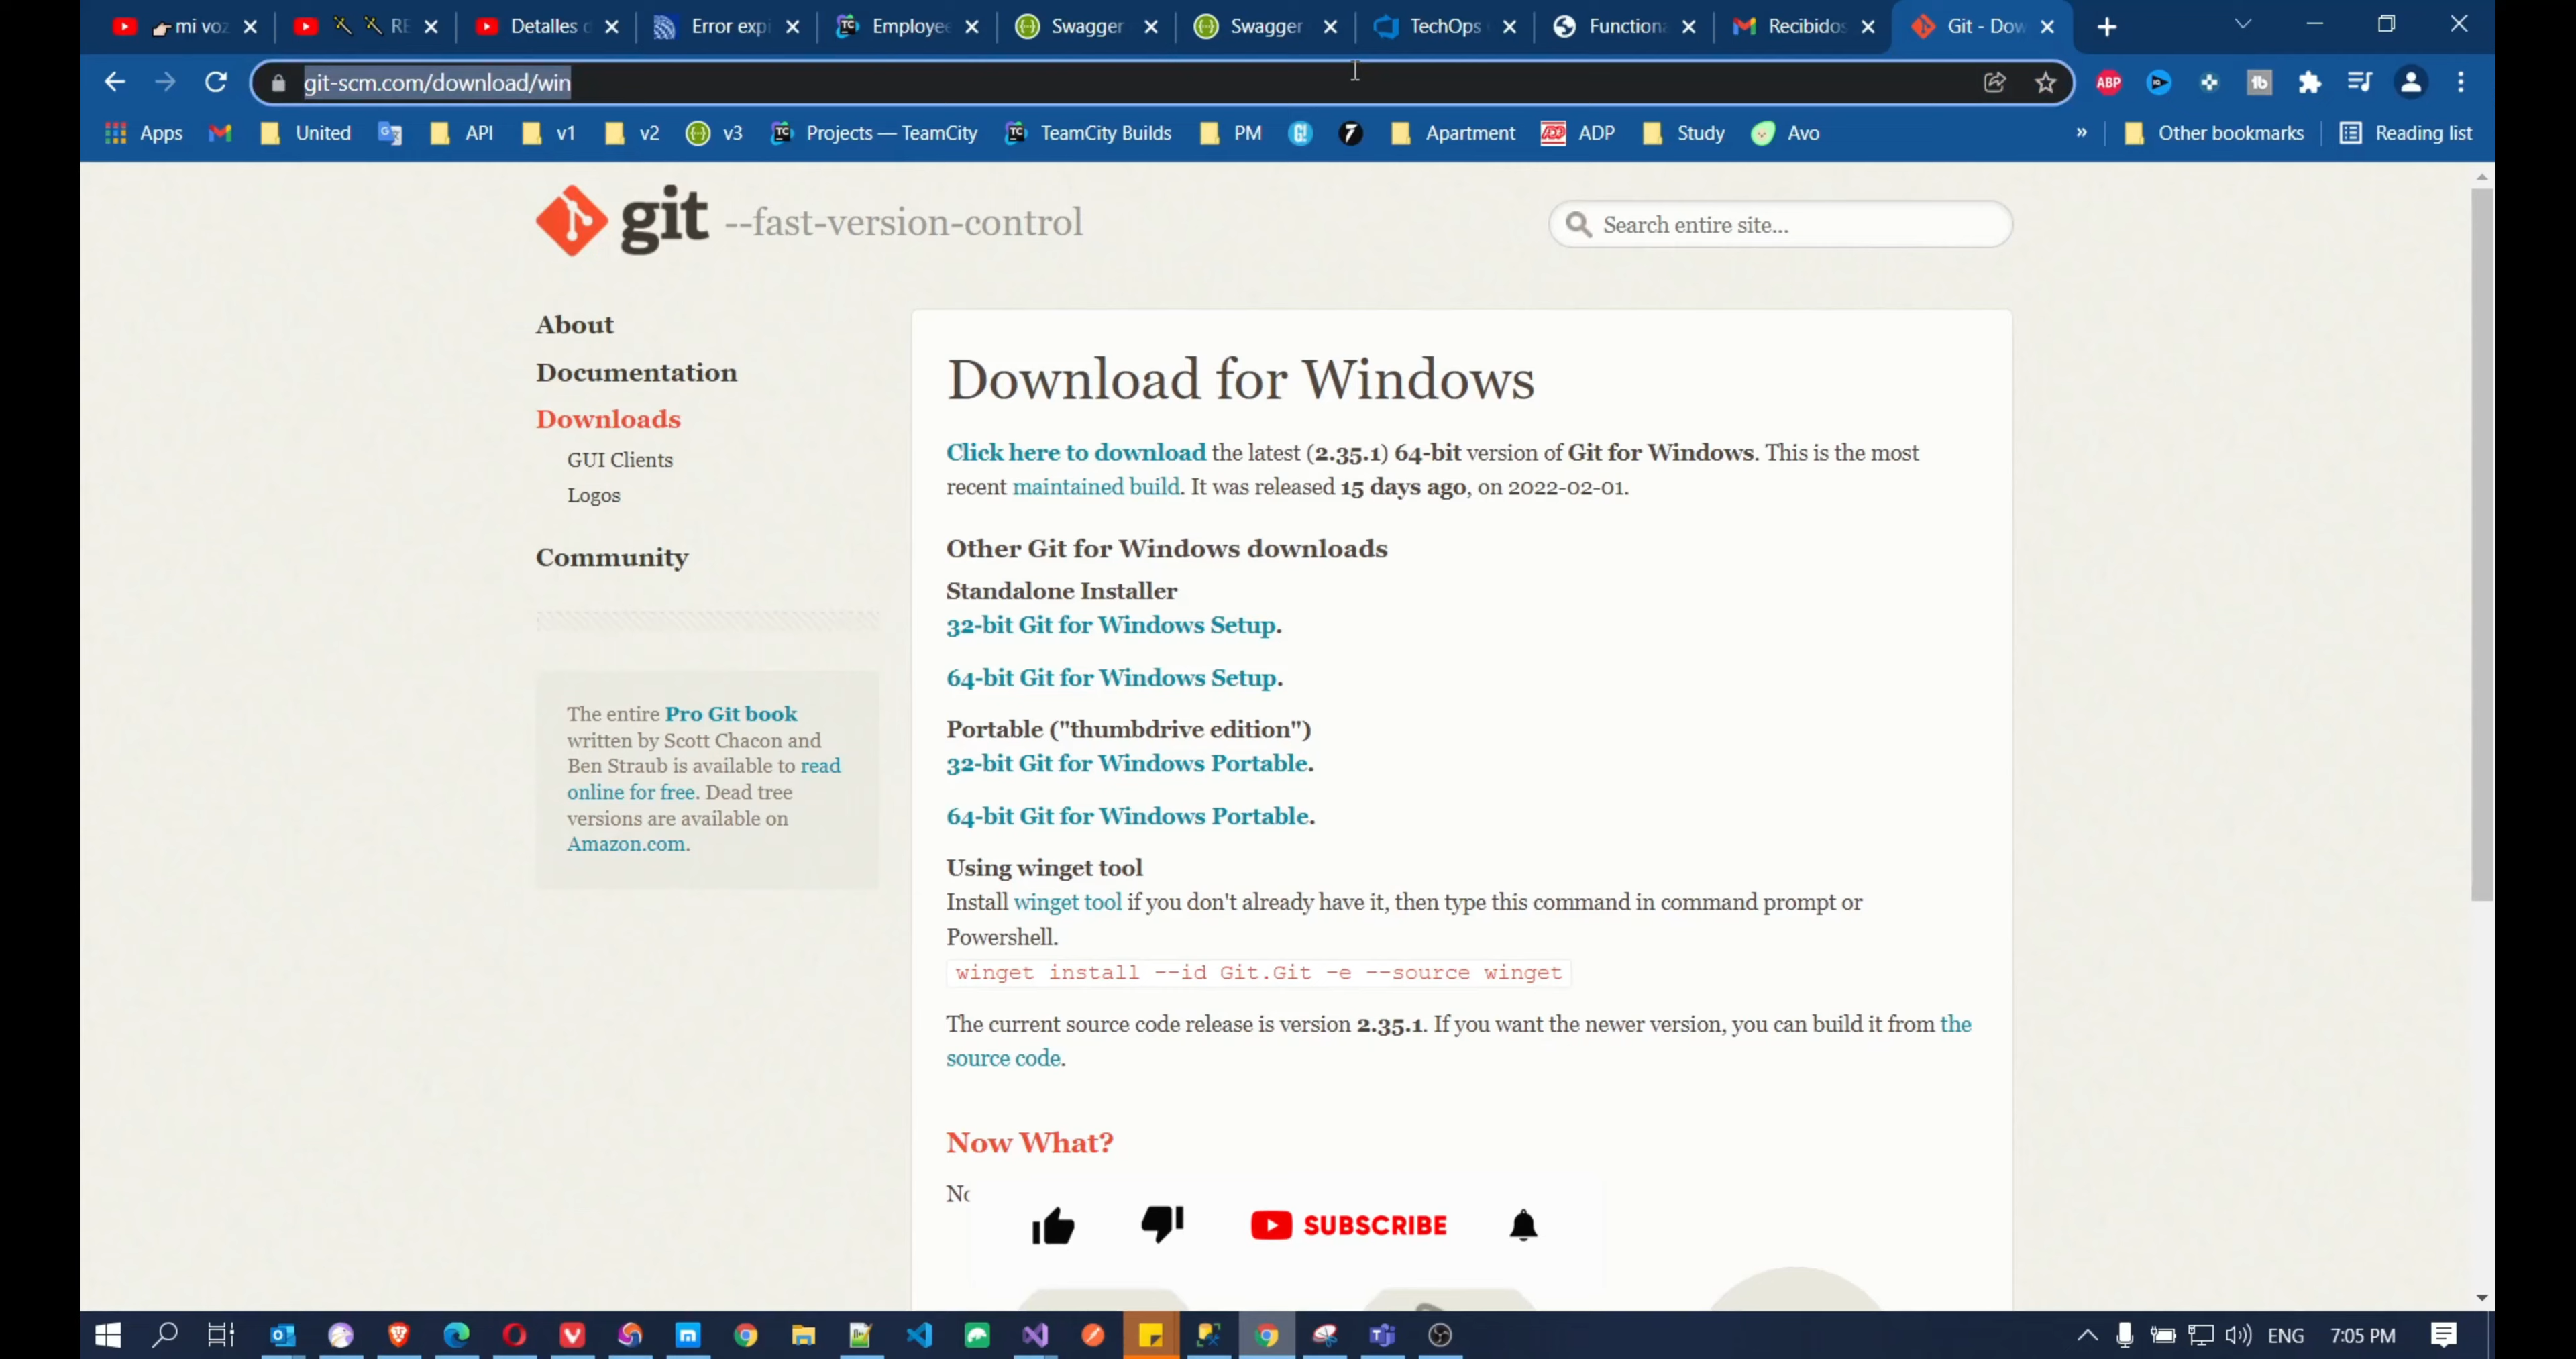 mi voz
RE
Detalles d
Error expi
Employee
Swagger
Swagger
TechOps
Functiona
Recibidos
Git - Dow
git-scm.com/download/win
ABP
Apps
United
API
v1
v2
v3
Projects — TeamCity
TeamCity Builds
PM
Apartment
ADP
Study
Avo
»
Other bookmarks
Reading list
git --fast-version-control
Search entire site...
About
Documentation
Downloads
GUI Clients
Logos
Community
The entire Pro Git book
written by Scott Chacon and
Ben Straub is available to read
online for free. Dead tree
versions are available on
Amazon.com.
Download for Windows
Click here to download the latest (2.35.1) 64-bit version of Git for Windows. This is the most
recent maintained build. It was released 15 days ago, on 2022-02-01.
Other Git for Windows downloads
Standalone Installer
32-bit Git for Windows Setup.
64-bit Git for Windows Setup.
Portable ("thumbdrive edition")
32-bit Git for Windows Portable.
64-bit Git for Windows Portable.
Using winget tool
Install winget tool if you don't already have it, then type this command in command prompt or
Powershell.
winget install --id Git.Git -e --source winget
The current source code release is version 2.35.1. If you want the newer version, you can build it from the
source code.
Now What?
SUBSCRIBE
ENG
7:05 PM